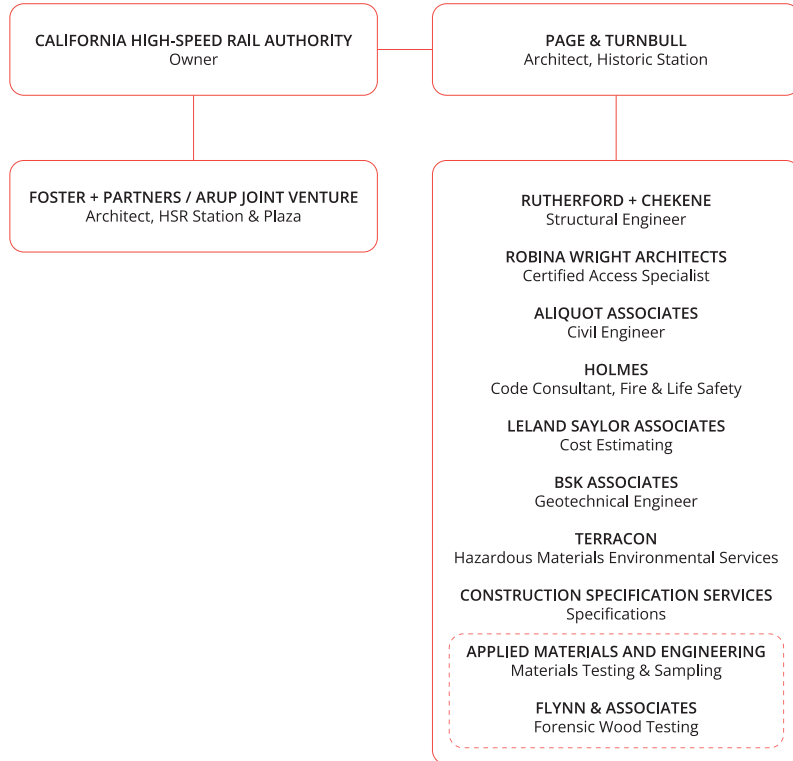 CALIFORNIA HIGH-SPEED RAIL AUTHORITY
Owner
PAGE & TURNBULL
Architect, Historic Station
FOSTER + PARTNERS / ARUP JOINT VENTURE
Architect, HSR Station & Plaza
RUTHERFORD + CHEKENE
Structural Engineer
ROBINA WRIGHT ARCHITECTS
Certified Access Specialist
ALIQUOT ASSOCIATES
Civil Engineer
HOLMES
Code Consultant, Fire & Life Safety
LELAND SAYLOR ASSOCIATES
Cost Estimating
BSK ASSOCIATES
Geotechnical Engineer
TERRACON
Hazardous Materials Environmental Services
CONSTRUCTION SPECIFICATION SERVICES
Specifications
APPLIED MATERIALS AND ENGINEERING
Materials Testing & Sampling
FLYNN & ASSOCIATES
Forensic Wood Testing